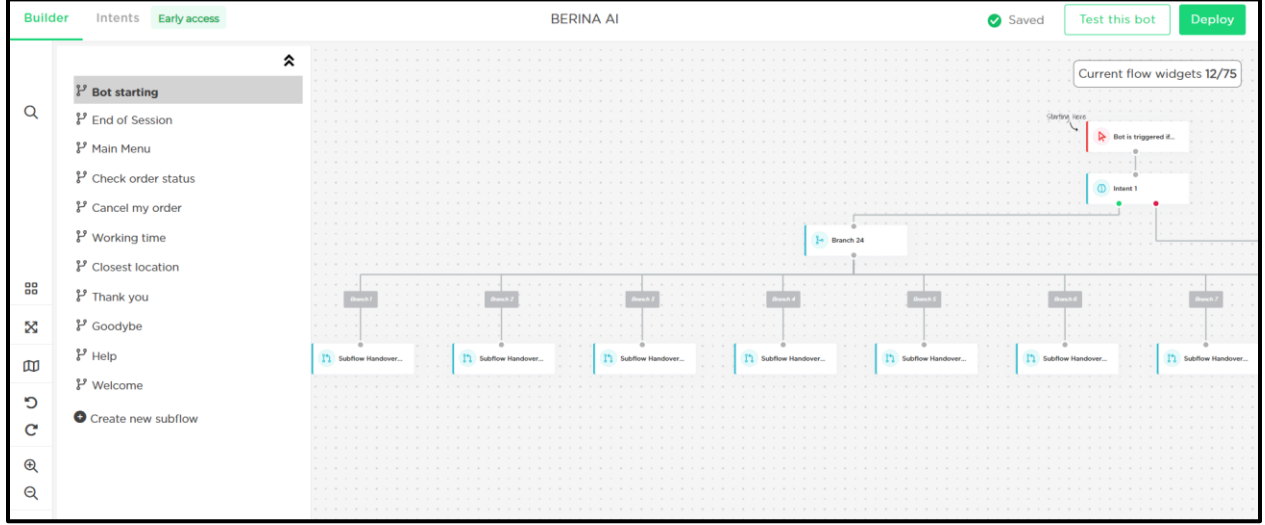 Builder Intents Early access BERINA AI Saved Test this bot Deploy
Current flow widgets 12/75
Bot starting
End of Session
Main Menu
Check order status
Cancel my order
Working time
Closest location
Thank you
Goodybe
Help
Welcome
Create new subflow
Starting here
Bot is triggered if...
Intent 1
Branch 24
Branch 1 Branch 2 Branch 3 Branch 4 Branch 5 Branch 6 Branch 7
Subflow Handover... Subflow Handover... Subflow Handover... Subflow Handover... Subflow Handover... Subflow Handover... Subflow Handover...